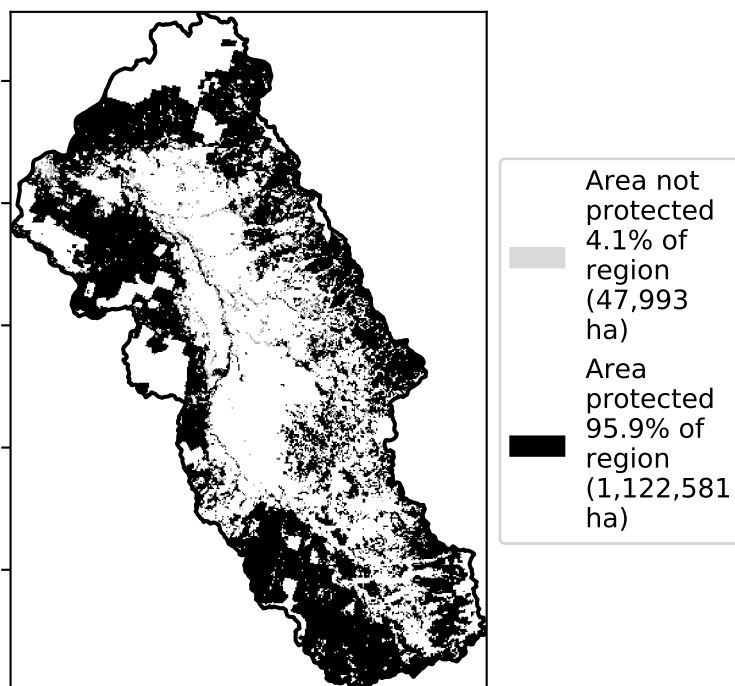 Area not
protected
4.1% of
region
(47,993
ha)
Area
protected
95.9% of
region
(1,122,581
ha)